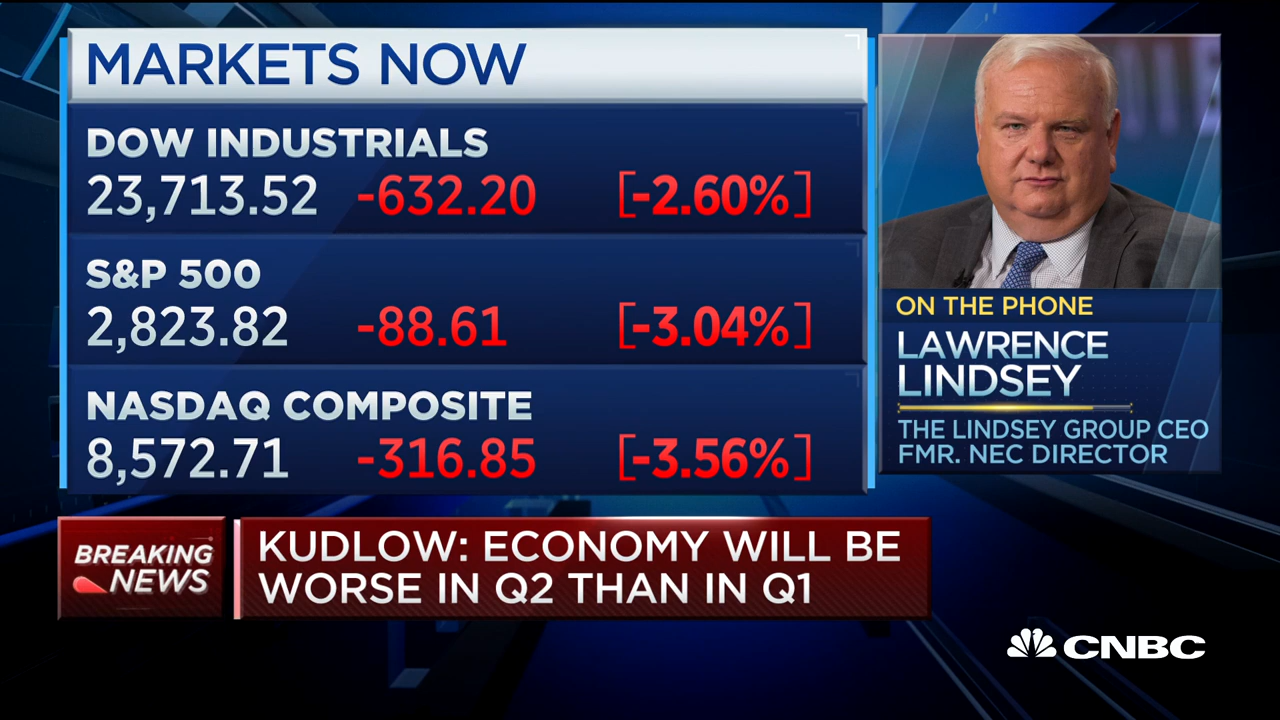 MARKETS NOW
DOW INDUSTRIALS
23,713.52 -632.20 [-2.60%]
S&P 500
2,823.82 -88.61 [-3.04%]
NASDAQ COMPOSITE
8,572.71 -316.85 [-3.56%]
ON THE PHONE
LAWRENCE
LINDSEY
THE LINDSEY GROUP CEO
FMR. NEC DIRECTOR
BREAKING
NEWS
KUDLOW: ECONOMY WILL BE
WORSE IN Q2 THAN IN Q1
CNBC